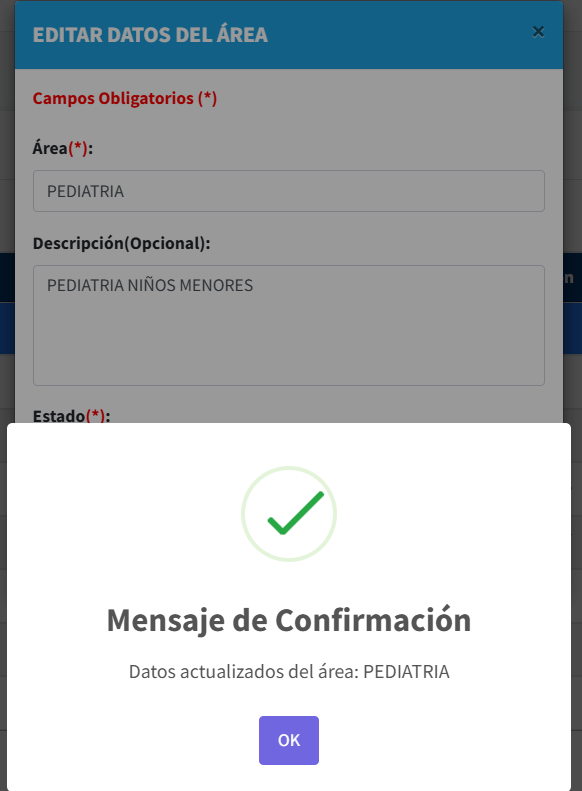 EDITAR DATOS DEL ÁREA ×
Campos Obligatorios (*)
Área(*):
PEDIATRIA
Descripción(Opcional):
PEDIATRIA NIÑOS MENORES
Estado(*):
Mensaje de Confirmación
Datos actualizados del área: PEDIATRIA
OK